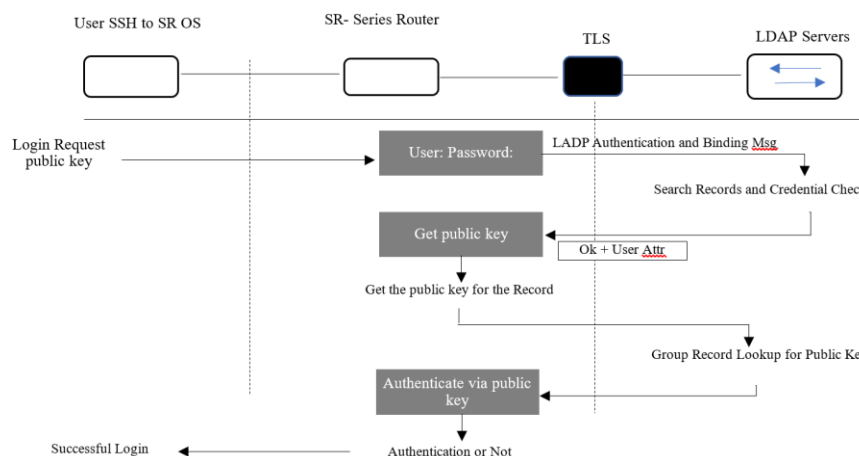 User SSH to SR OS
SR- Series Router
TLS
LDAP Servers
Login Request
public key
User: Password:
LADP Authentication and Binding Msg
Search Records and Credential Chec
Get public key
Ok + User Attr
Get the public key for the Record
Group Record Lookup for Public Ke
Authenticate via public
key
Successful Login
Authentication or Not